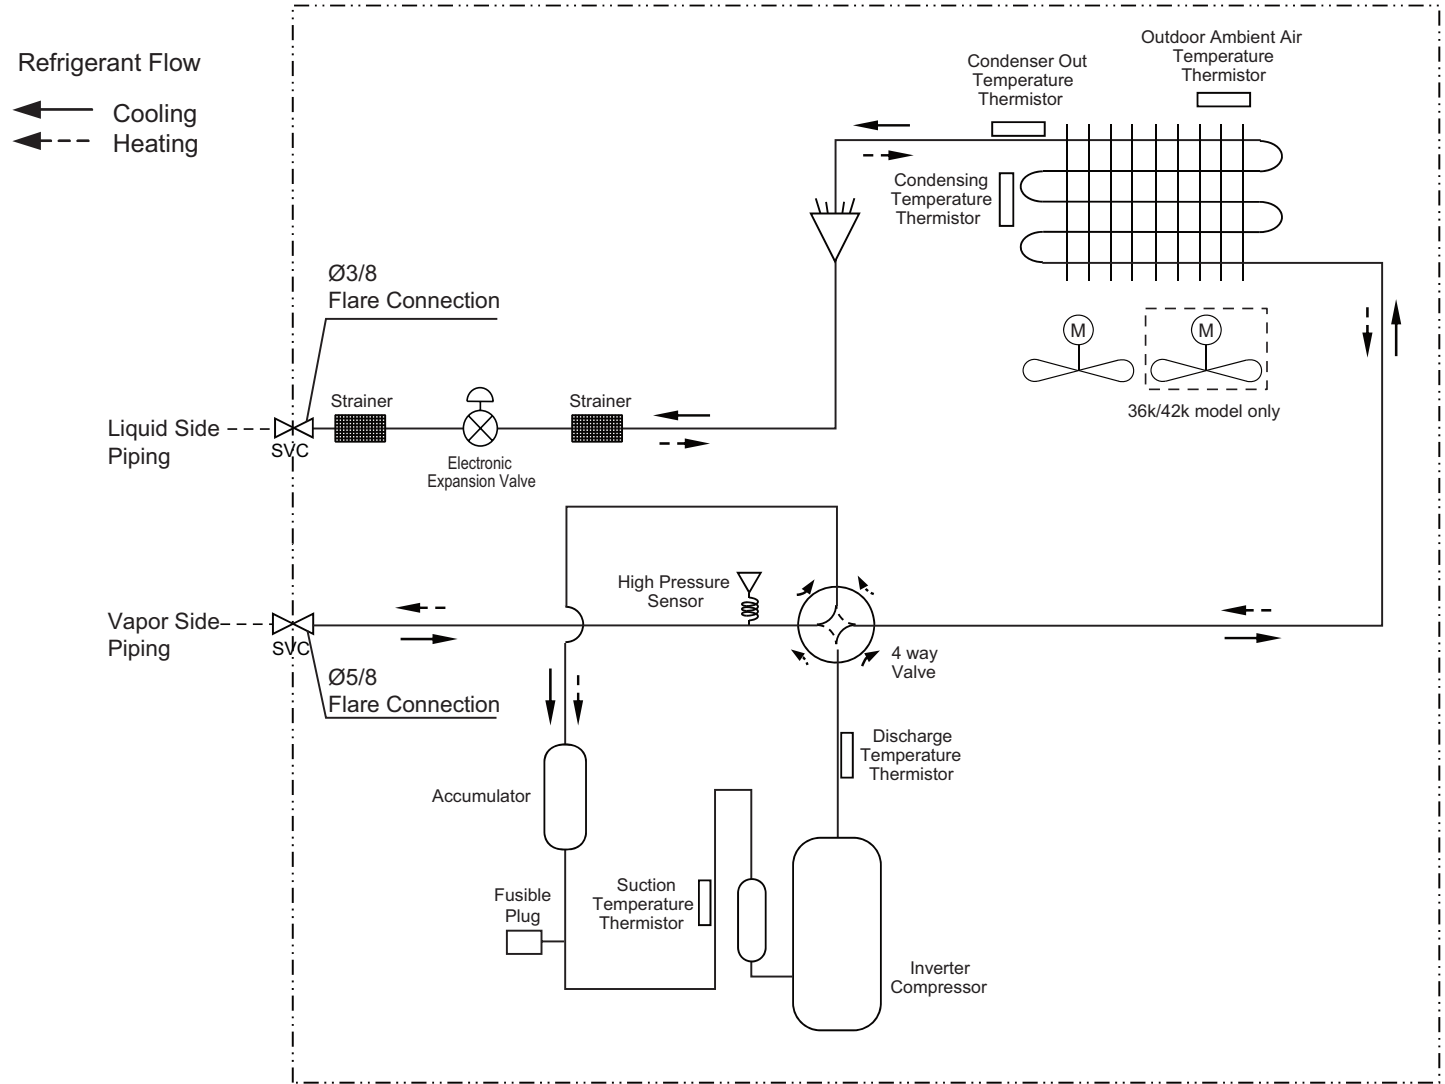 Refrigerant Flow
Cooling
Heating
Condenser Out
Temperature
Thermistor
Outdoor Ambient Air
Temperature
Thermistor
Condensing
Temperature
Thermistor
Ø3/8
Flare Connection
M
M
36k/42k model only
Strainer
Strainer
Liquid Side
Piping
SVC
Electronic
Expansion Valve
High Pressure
Sensor
Vapor Side
Piping
SVC
4 way
Valve
Ø5/8
Flare Connection
Discharge
Temperature
Thermistor
Accumulator
Fusible
Plug
Suction
Temperature
Thermistor
Inverter
Compressor